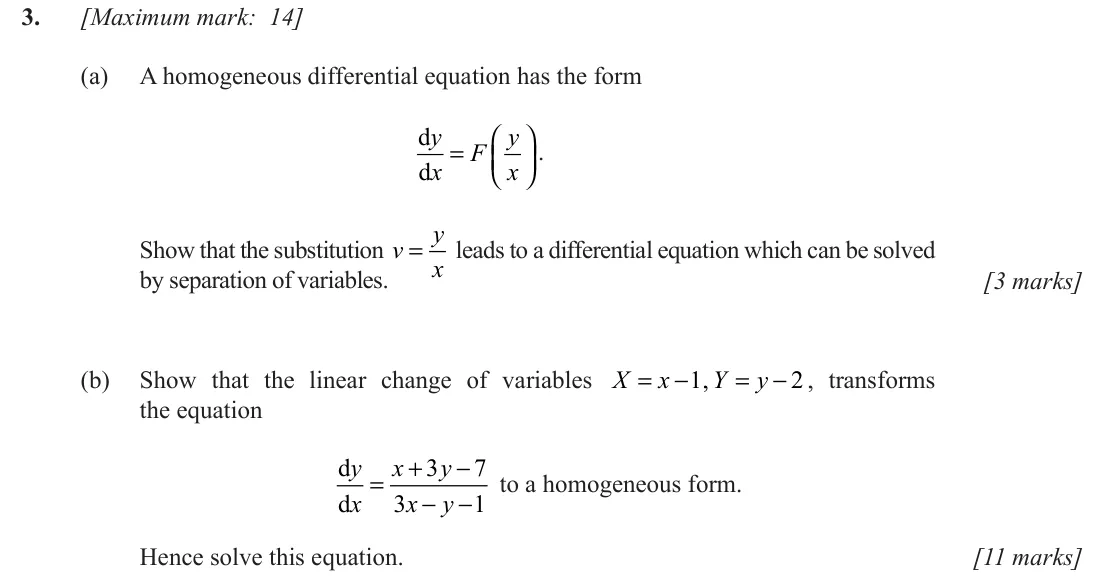 3. [Maximum mark: 14]
(a) A homogeneous differential equation has the form
dy/dx = F(y/x).
Show that the substitution v = y/x leads to a differential equation which can be solved
by separation of variables. [3 marks]
(b) Show that the linear change of variables X = x−1, Y = y−2, transforms
the equation
dy/dx = (x+3y−7)/(3x−y−1) to a homogeneous form.
Hence solve this equation. [11 marks]